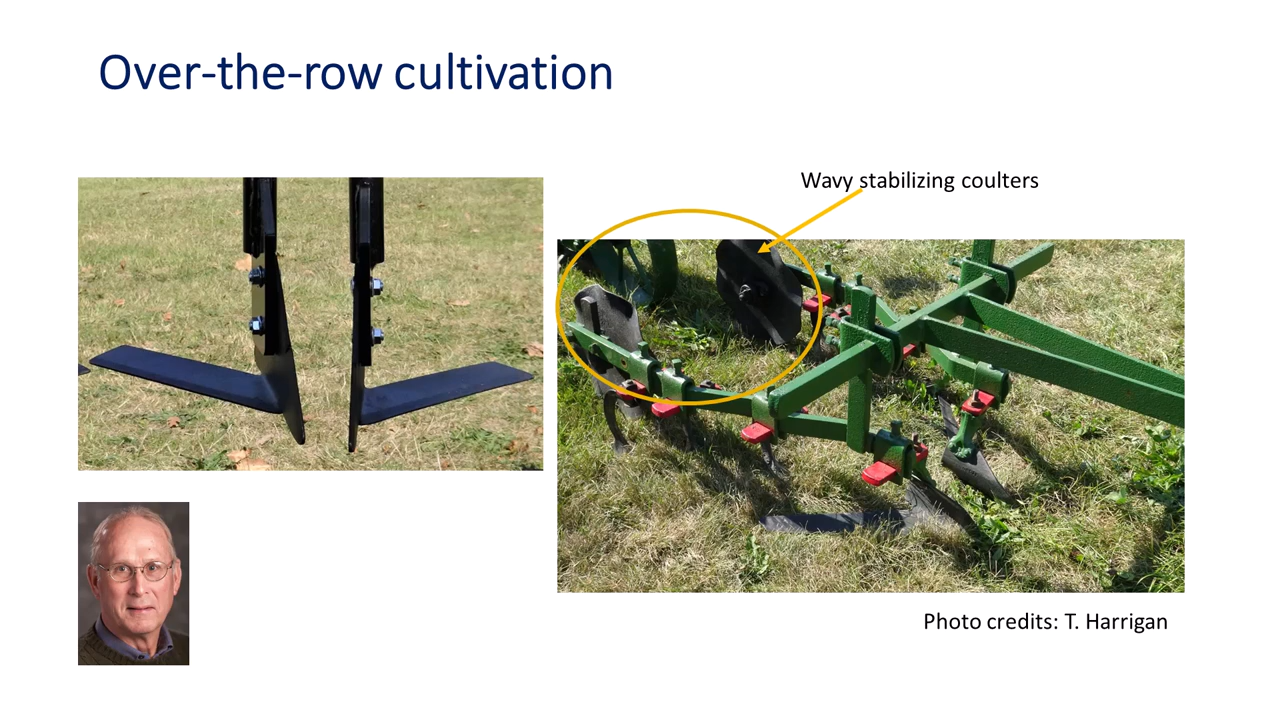 Over-the-row cultivation
Wavy stabilizing coulters
Photo credits: T. Harrigan